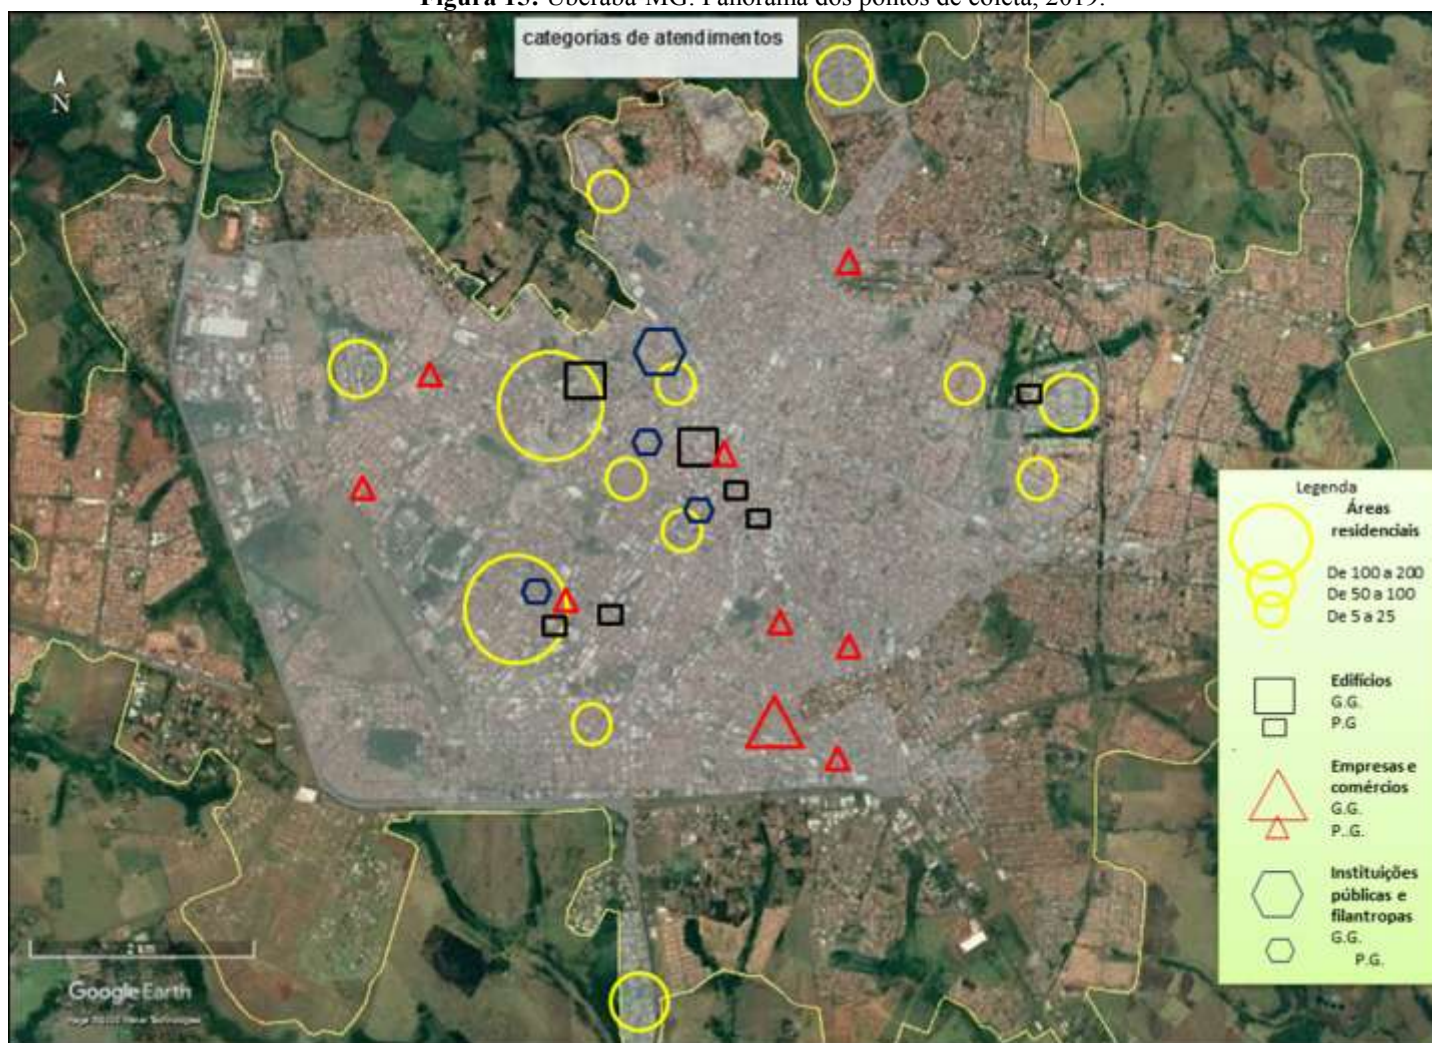 Figura 15: Uberaba-MG: Panorama dos pontos de coleta, 2019.
categorias de atendimentos
N
Legenda
Áreas
residenciais
De 100 a 200
De 50 a 100
De 5 a 25
Edifícios
G.G.
P.G
Empresas e
comércios
G.G.
P..G.
Instituições
públicas e
filantropas
G.G.
P.G.
2 km
Google Earth